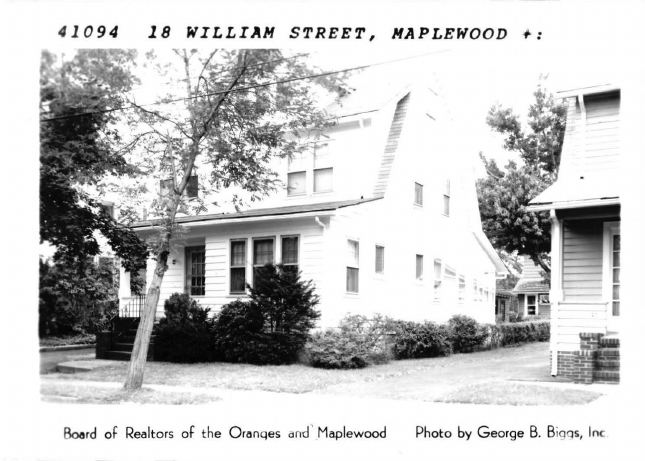 41094 18 WILLIAM STREET, MAPLEWOOD +:
Board of Realtors of the Oranges and Maplewood Photo by George B. Biggs, Inc.